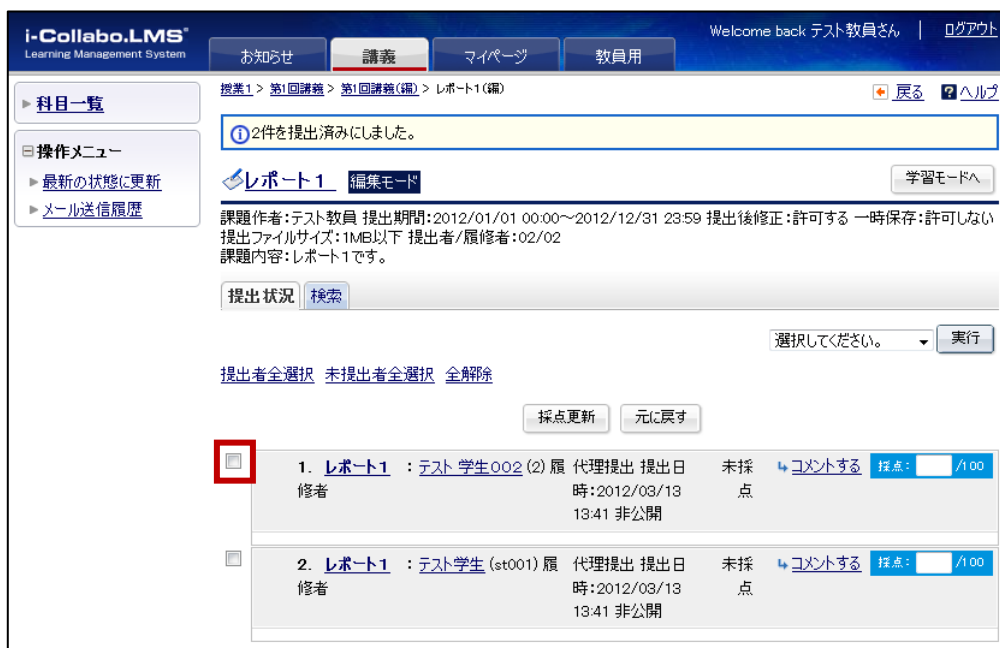 i-Collabo.LMS
Learning Management System
Welcome back テスト教員さん | ログアウト
お知らせ 講義 マイページ 教員用
科目一覧
操作メニュー
最新の状態に更新
メール送信履歴
授業1 > 第1回講義 > 第1回講義(編) > レポート1(編)
戻る ヘルプ
2件を提出済みにしました。
レポート1 編集モード
学習モードへ
課題作者:テスト教員 提出期間:2012/01/01 00:00~2012/12/31 23:59 提出後修正:許可する 一時保存:許可しない
提出ファイルサイズ:1MB以下 提出者/履修者:02/02
課題内容:レポート1です。
提出状況 検索
選択してください。 実行
提出者全選択 未提出者全選択 全解除
採点更新 元に戻す
1. レポート1 :テスト 学生002 (2) 履 代理提出 提出日 未採 コメントする 採点: /100
修者 時:2012/03/13 点
13:41 非公開
2. レポート1 :テスト学生 (st001) 履 代理提出 提出日 未採 コメントする 採点: /100
修者 時:2012/03/13 点
13:41 非公開